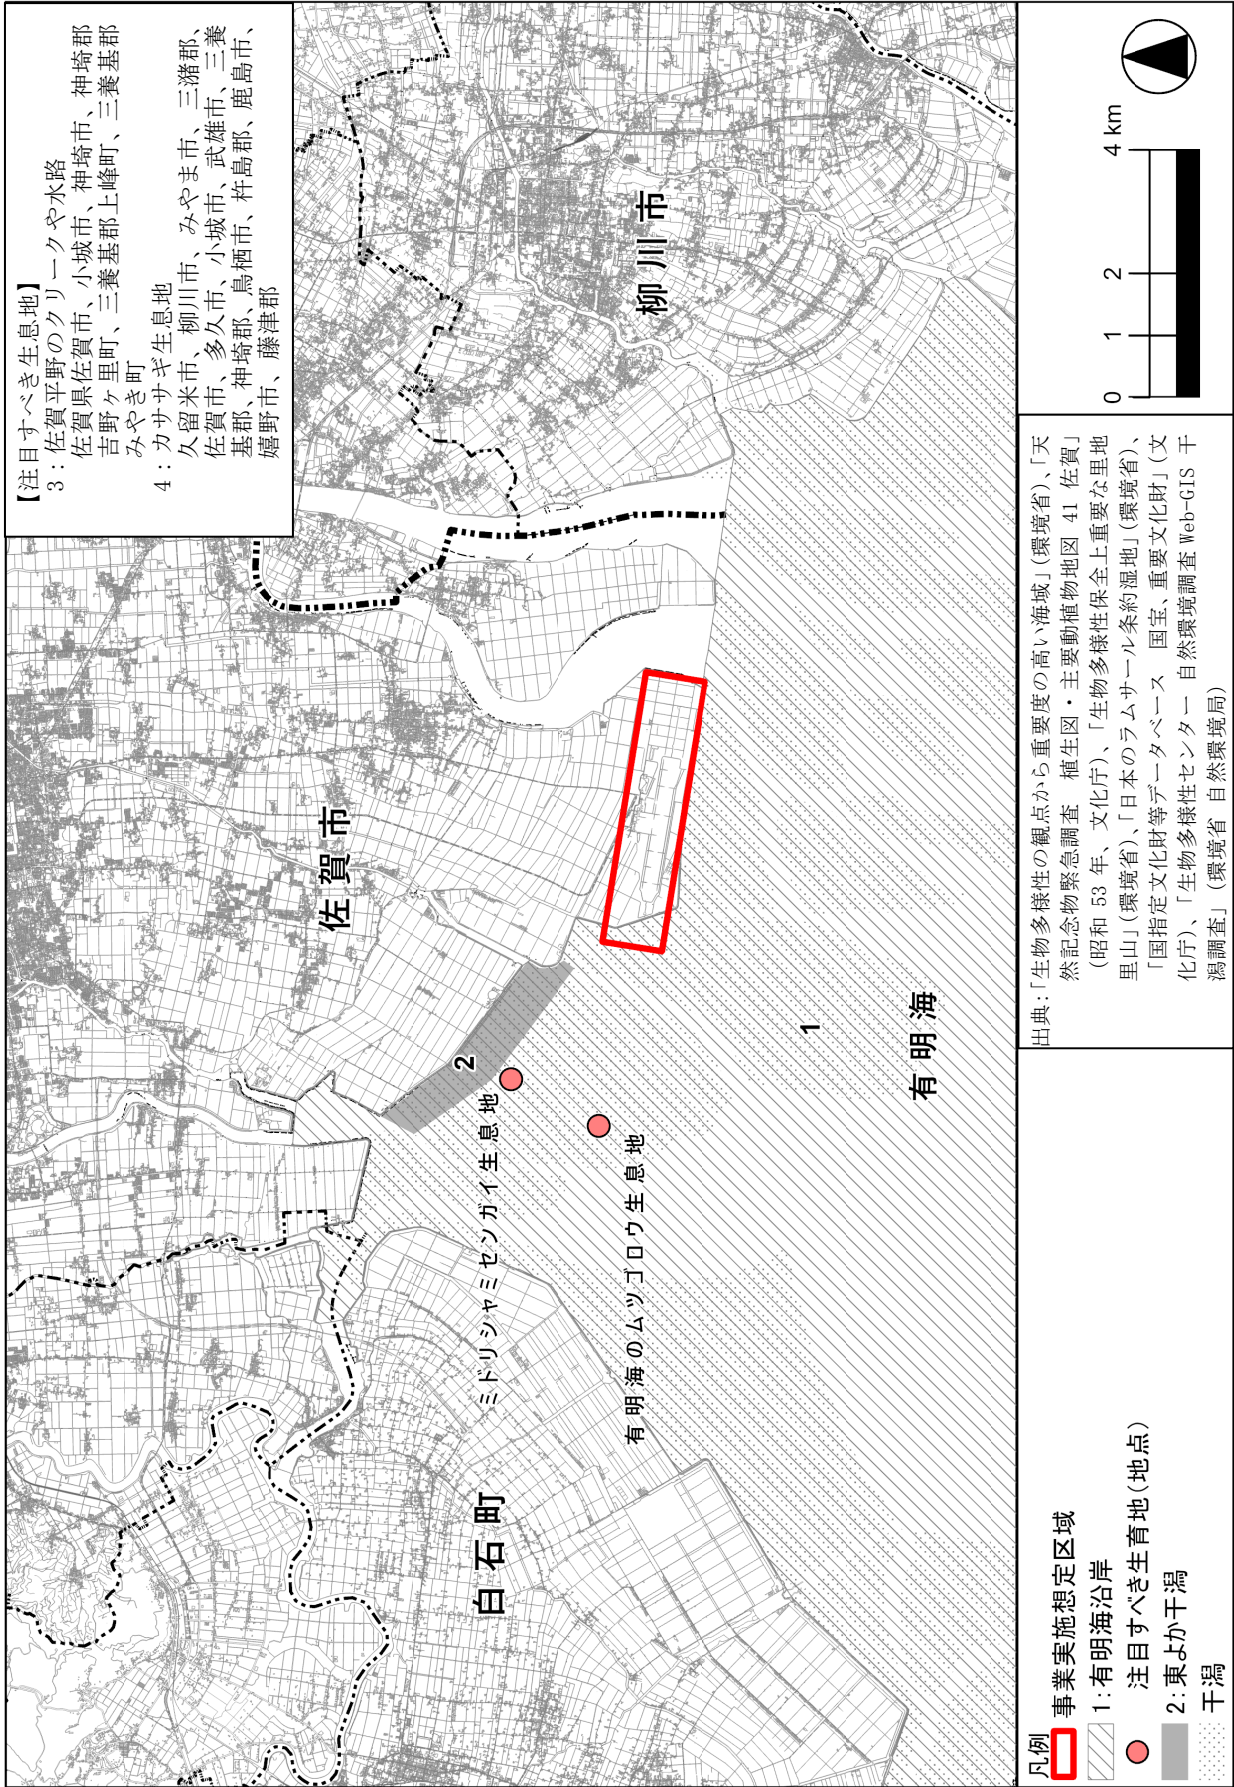 【注目すべき生息地】
3：佐賀平野のクリークや水路
佐賀県佐賀市、小城市、神埼市、神埼郡
吉野ヶ里町、三養基郡上峰町、三養基郡
みやき町
4：カササギ生息地
久留米市、柳川市、みやま市、三潴郡、
佐賀市、多久市、小城市、武雄市、三養
基郡、神埼郡、鳥栖市、杵島郡、鹿島市、
嬉野市、藤津郡
柳川市
佐賀市
白石町
2
ミドリシャミセンガイ生息地
有明海のムツゴロウ生息地
1
有明海
凡例
事業実施想定区域
1:有明海沿岸
注目すべき生育地(地点)
2:東よか干潟
干潟
出典：「生物多様性の観点から重要度の高い海域」(環境省)、「天
然記念物緊急調査 植生図・主要動植物地図 41 佐賀」
(昭和 53 年、文化庁)、「生物多様性保全上重要な里地
里山」(環境省)、「日本のラムサール条約湿地」(環境省)、
「国指定文化財等データベース 国宝、重要文化財」(文
化庁)、「生物多様性センター 自然環境調査 Web-GIS 干
潟調査」(環境省 自然環境局)
0 1 2 4 km